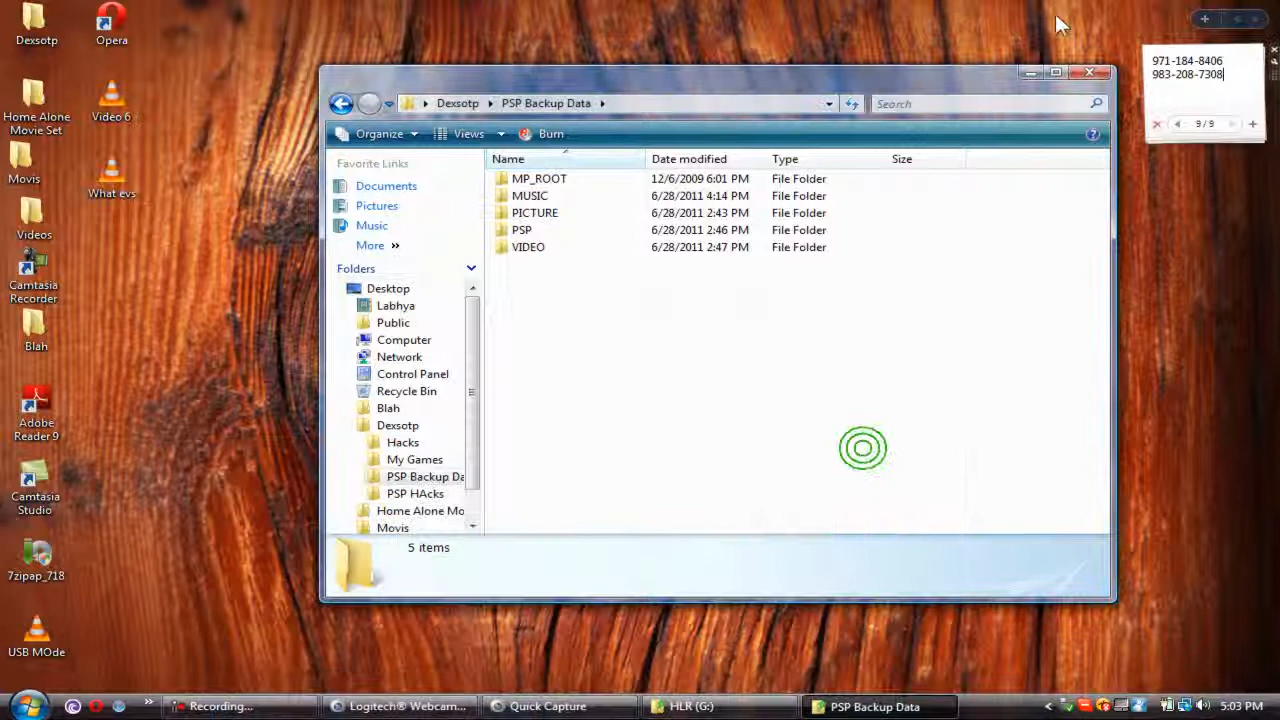 Dexsotp
Opera
Home Alone
Movie Set
Video 6
Movis
What evs
Videos
Camtasia
Recorder
Blah
Adobe
Reader 9
Camtasia
Studio
7zipap_718
USB MOde
971-184-8406
983-208-7308
9/9
Dexsotp PSP Backup Data
Search
Organize Views Burn
Favorite Links
Documents
Pictures
Music
More
Folders
Desktop
Labhya
Public
Computer
Network
Control Panel
Recycle Bin
Blah
Dexsotp
Hacks
My Games
PSP Backup Da
PSP HAcks
Home Alone Mo
Movis
Name Date modified Type Size
MP_ROOT 12/6/2009 6:01 PM File Folder
MUSIC 6/28/2011 4:14 PM File Folder
PICTURE 6/28/2011 2:43 PM File Folder
PSP 6/28/2011 2:46 PM File Folder
VIDEO 6/28/2011 2:47 PM File Folder
5 items
Recording... Logitech® Webcam... Quick Capture HLR (G:) PSP Backup Data 5:03 PM